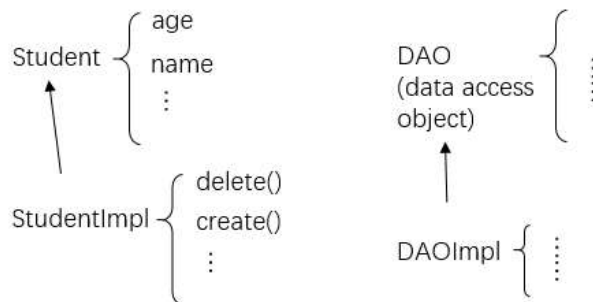 Student
age
name
StudentImpl
delete()
create()
DAO
(data access
object)
DAOImpl